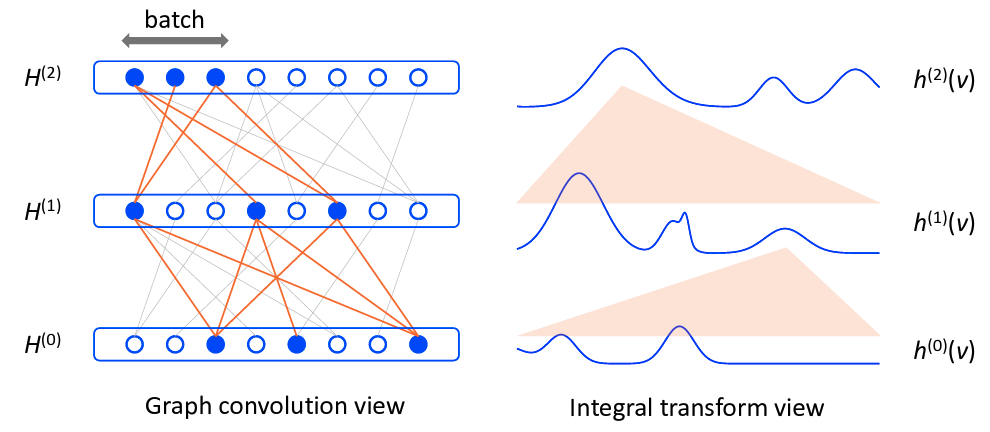 batch
H(2)
h(2)(v)
H(1)
h(1)(v)
H(0)
h(0)(v)
Graph convolution view
Integral transform view